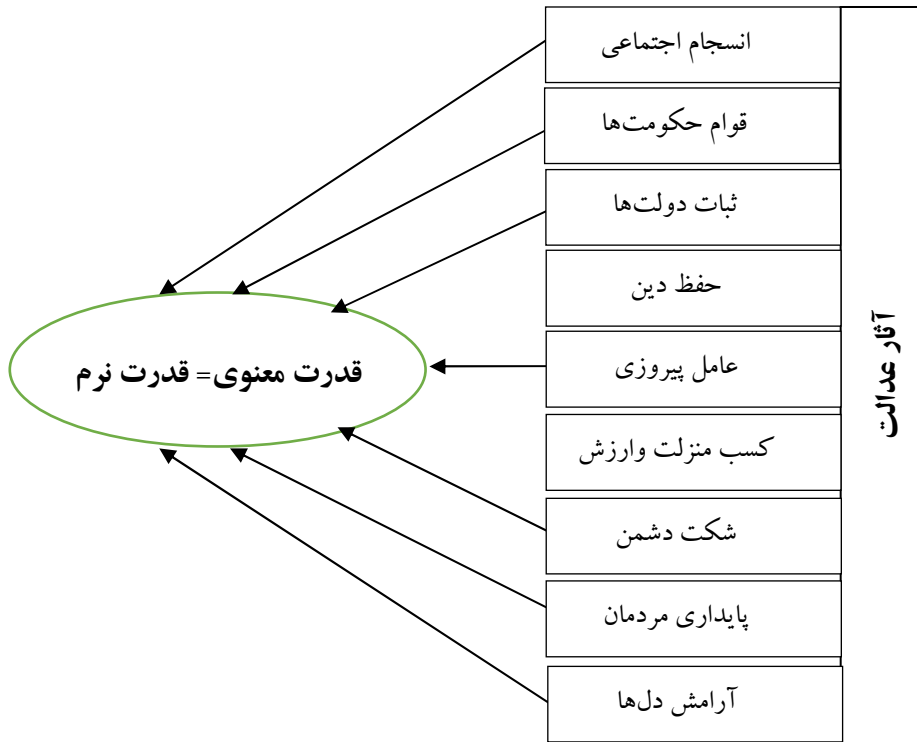 آثار عدالت
انسجام اجتماعی
قوام حکومت‌ها
ثبات دولت‌ها
حفظ دین
عامل پیروزی
کسب منزلت وارزش
شکت دشمن
پایداری مردمان
آرامش دل‌ها
قدرت معنوی= قدرت نرم